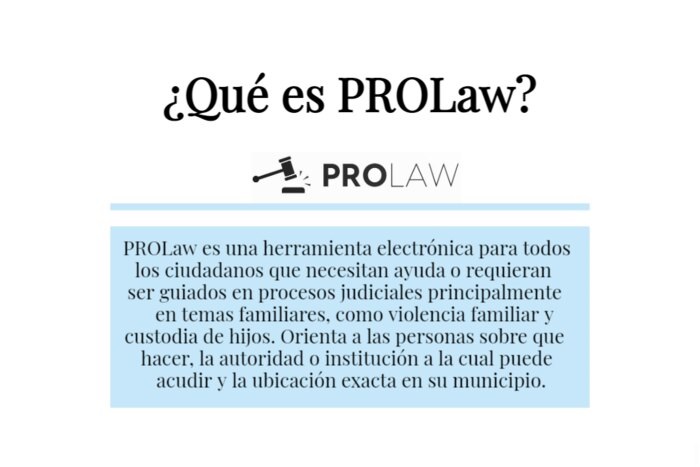 ¿Qué es PROLaw?
PROLAW
PROLaw es una herramienta electrónica para todos
los ciudadanos que necesitan ayuda o requieran
ser guiados en procesos judiciales principalmente
en temas familiares, como violencia familiar y
custodia de hijos. Orienta a las personas sobre que
hacer, la autoridad o institución a la cual puede
acudir y la ubicación exacta en su municipio.